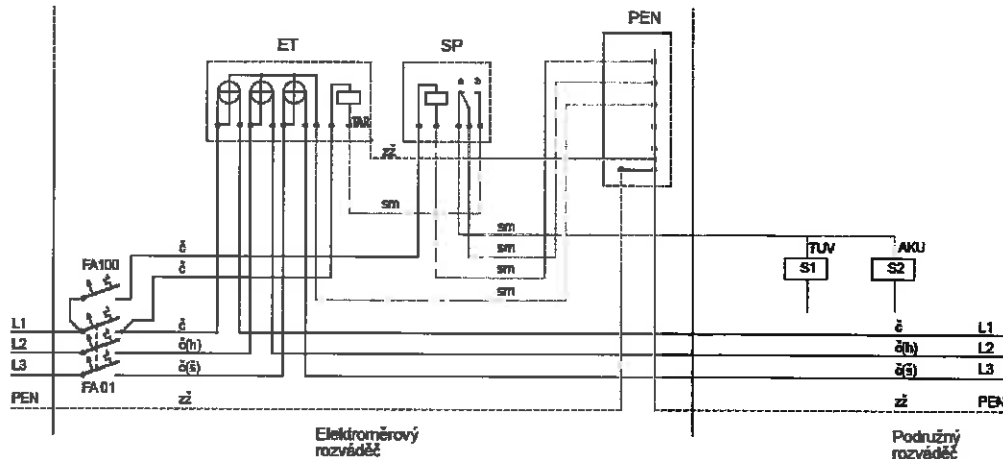 PEN
ET
SP
TAR
zž
sm
sm
sm
sm
sm
TUV
AKU
S1
S2
FA100
č
č
L1
č
č
L1
L2
č(h)
č(h)
L2
L3
č(š)
č(š)
L3
FA01
PEN
zž
zž
PEN
Elektroměrový
rozváděč
Podružný
rozváděč